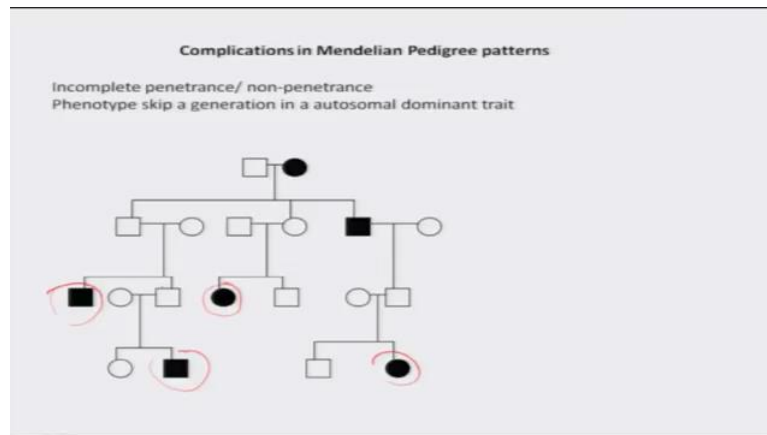 Complications in Mendelian Pedigree patterns
Incomplete penetrance/ non-penetrance
Phenotype skip a generation in a autosomal dominant trait